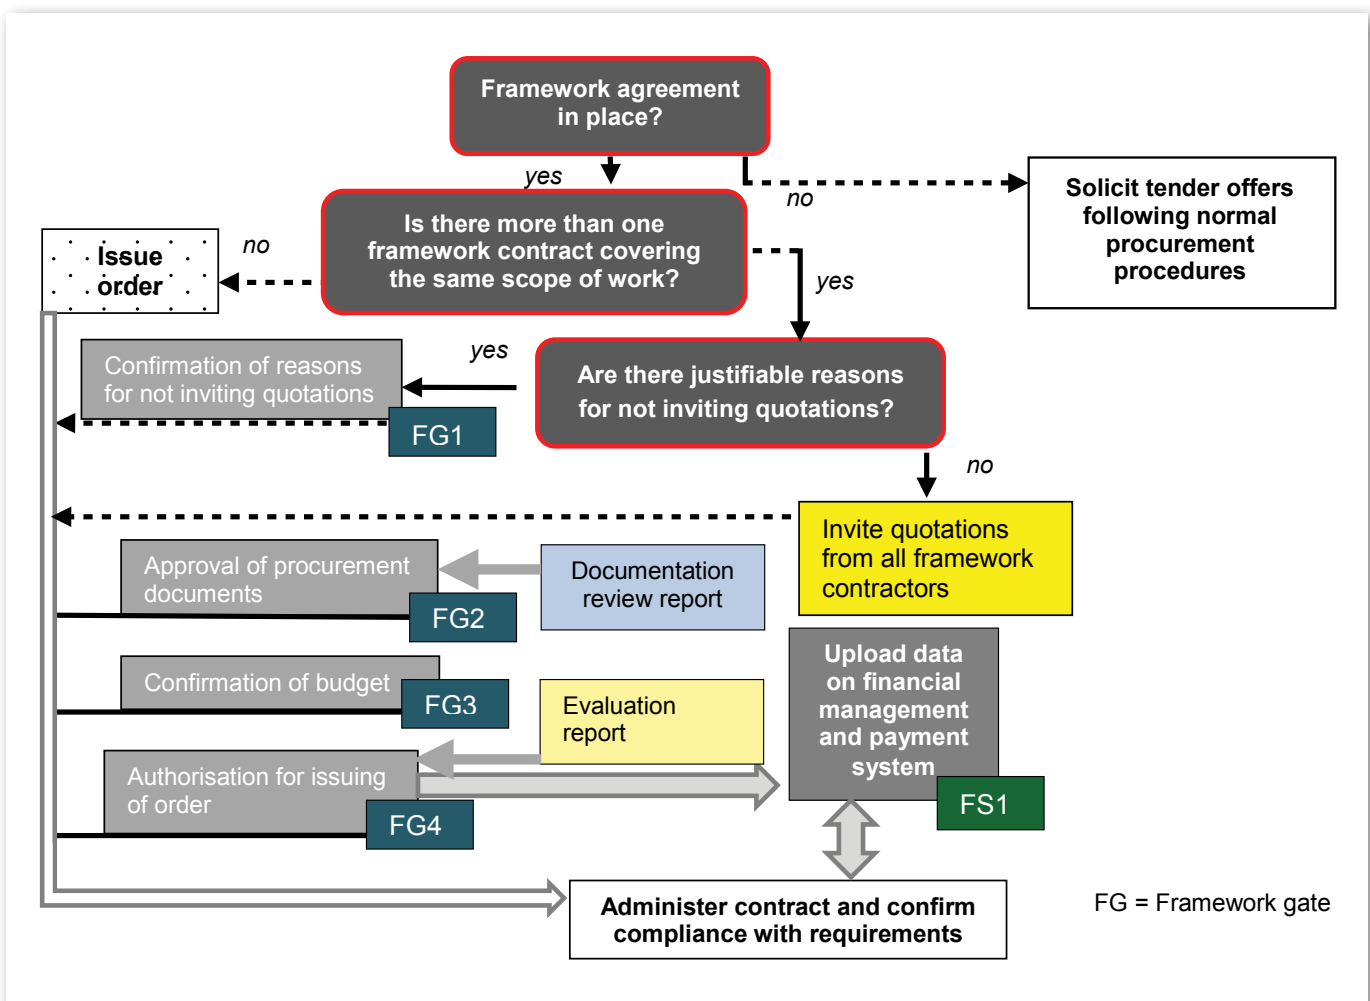 Framework agreement
in place?
yes
no
Solicit tender offers
following normal
procurement
procedures
Is there more than one
framework contract covering
the same scope of work?
no
Issue
order
yes
Confirmation of reasons
for not inviting quotations
FG1
yes
Are there justifiable reasons
for not inviting quotations?
no
Invite quotations
from all framework
contractors
Approval of procurement
documents
FG2
Documentation
review report
Confirmation of budget
FG3
Evaluation
report
Upload data
on financial
management
and payment
system
FS1
Authorisation for issuing
of order
FG4
Administer contract and confirm
compliance with requirements
FG = Framework gate